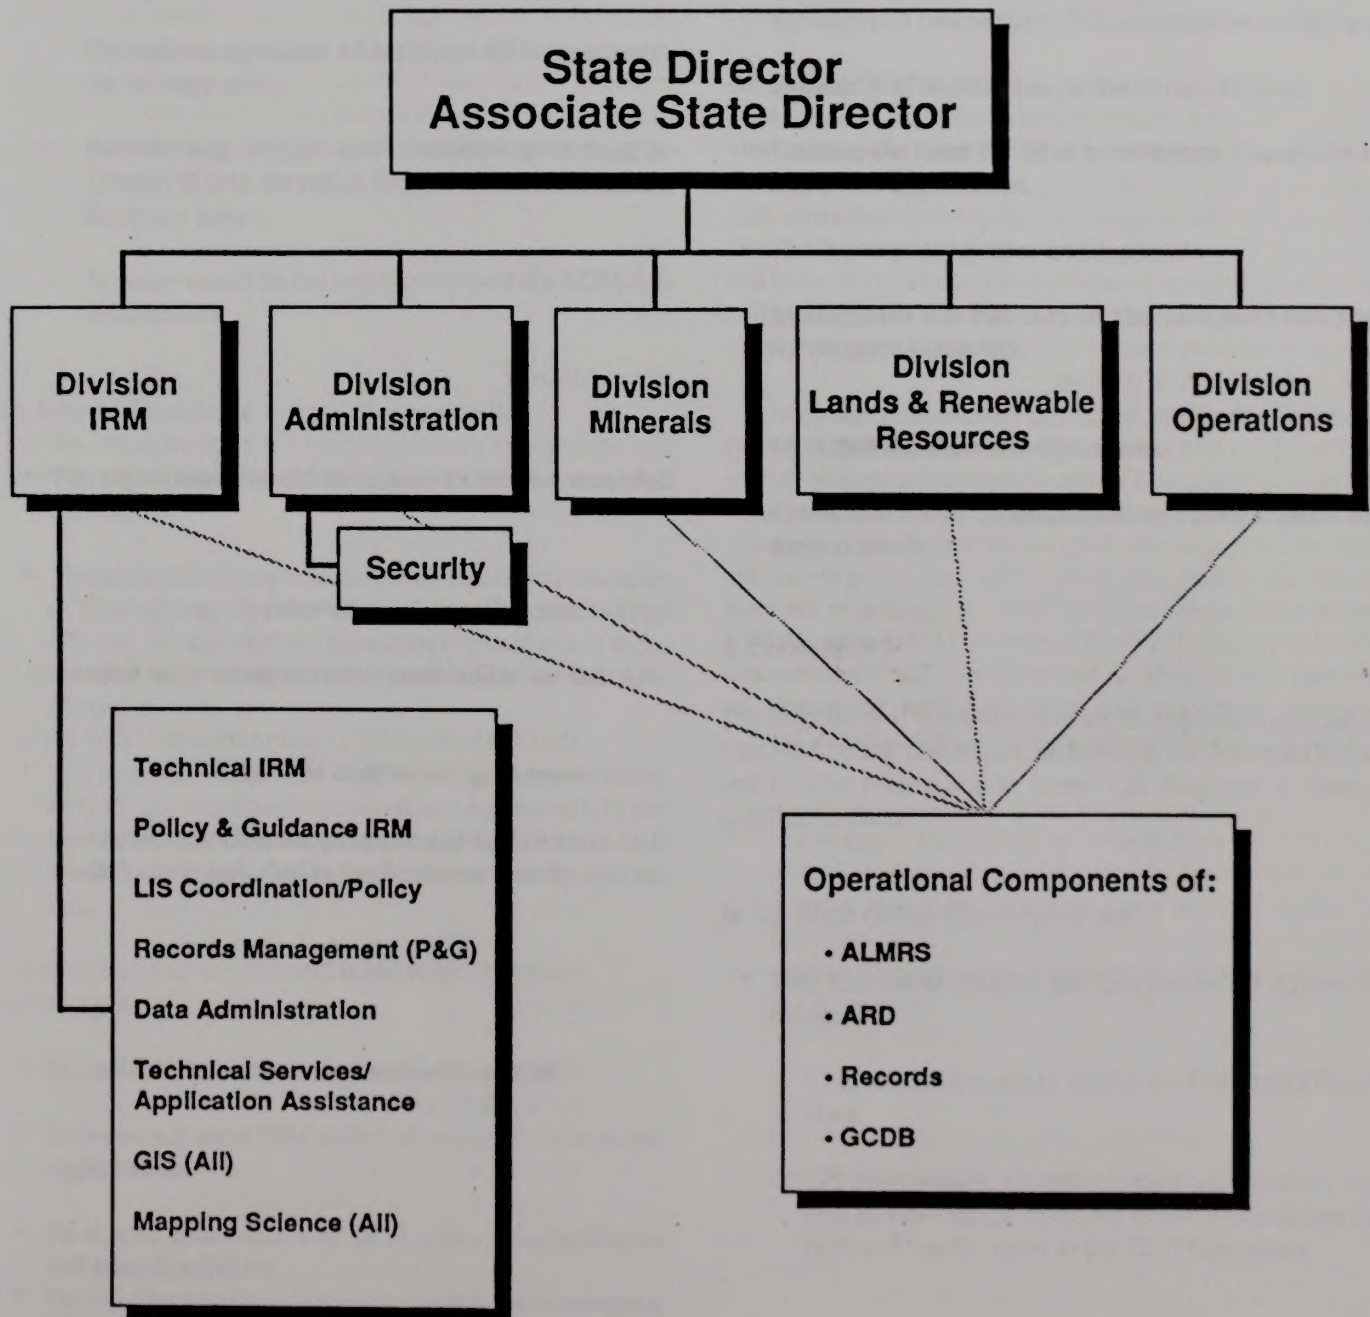 State Director
Associate State Director
Division
IRM
Division
Administration
Division
Minerals
Division
Lands & Renewable
Resources
Division
Operations
Security
Technical IRM
Policy & Guidance IRM
LIS Coordination/Policy
Records Management (P&G)
Data Administration
Technical Services/
Application Assistance
GIS (All)
Mapping Science (All)
Operational Components of:
• ALMRS
• ARD
• Records
• GCDB